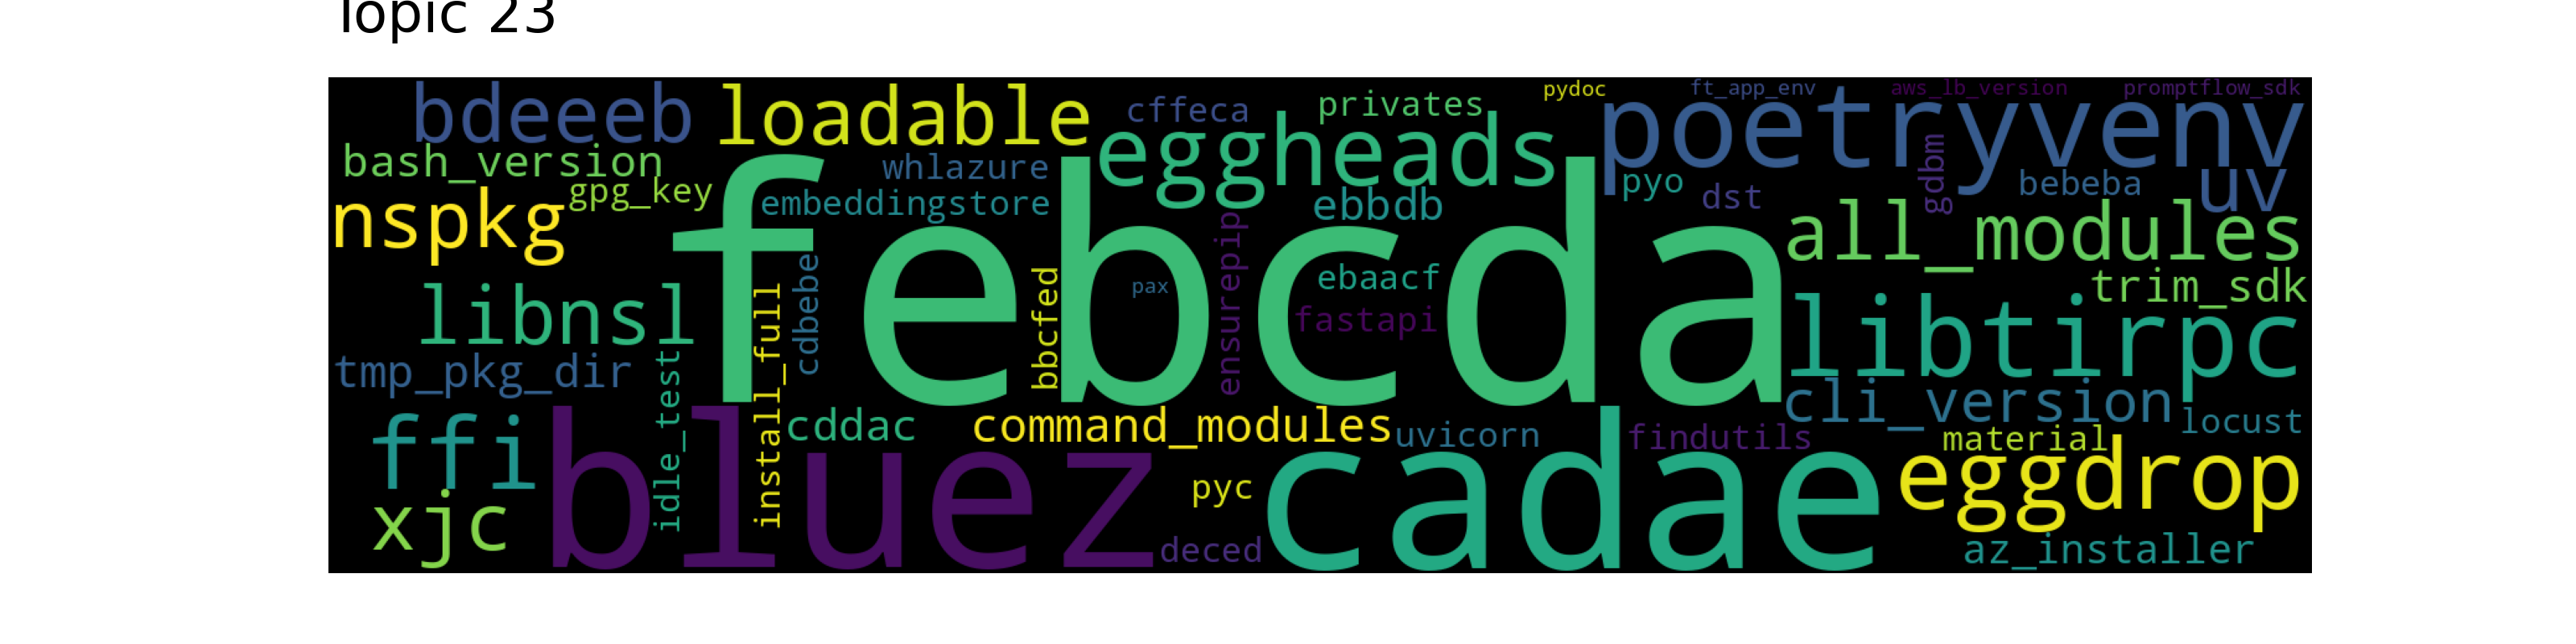 Topic 23
bdeeeb loadable cffeca privates pydoc ft_app_env aws_lb_version promptflow_sdk
bash_version whlazure eggheads poetryvenv
nspkg gpg_key embeddingstore ebbdb pyo dst gdbm bebeba uv
febcda all_modules
libnsl cdbebe bbcfed pax ensurepip ebaacf trim_sdk
fastapi libtirpc
tmp_pkg_dir idle_test install_full cli_version
ffi cddac command_modules uvicorn findutils material locust
bluez pyc cadae eggdrop
xjc deced az_installer